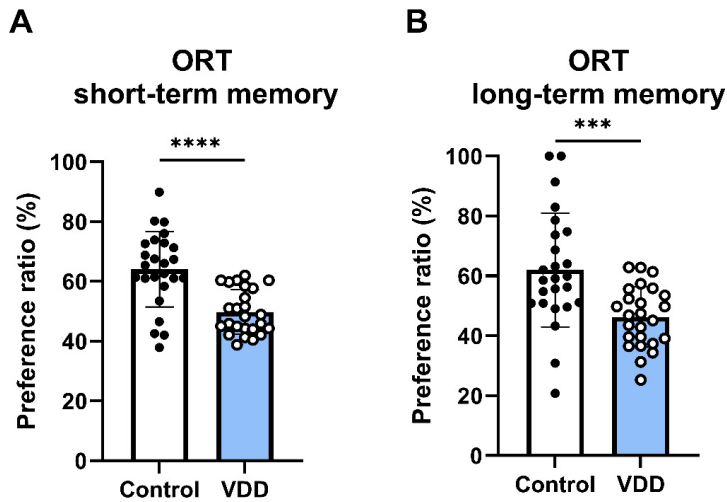 A
ORT
short-term memory
****
Preference ratio (%)
100
80
60
40
20
0
Control VDD
B
ORT
long-term memory
***
Preference ratio (%)
100
80
60
40
20
0
Control VDD